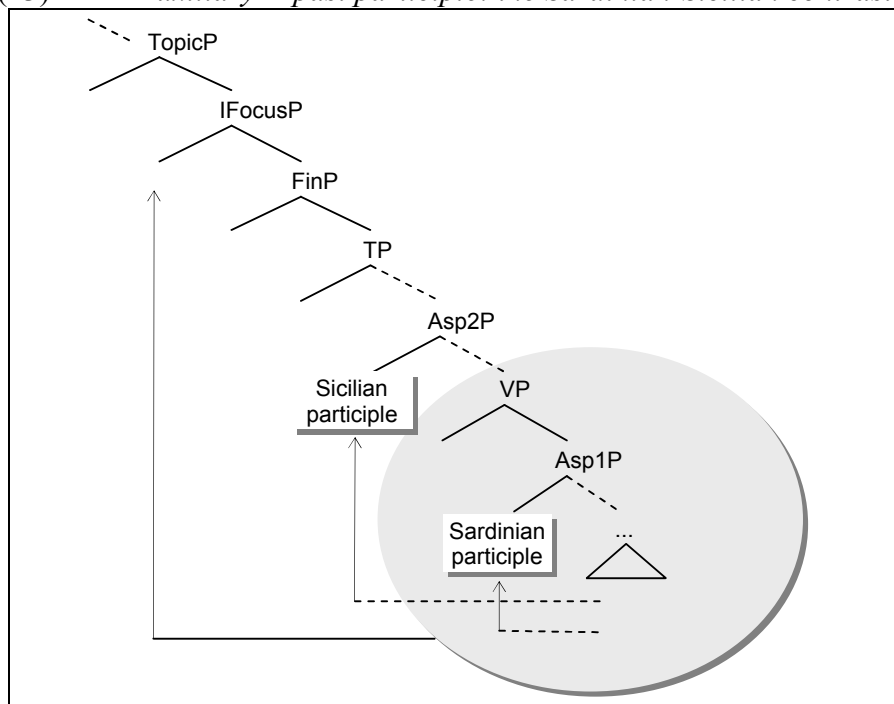 TopicP
IFocusP
FinP
TP
Asp2P
Sicilian
participle
VP
Asp1P
Sardinian
participle
...